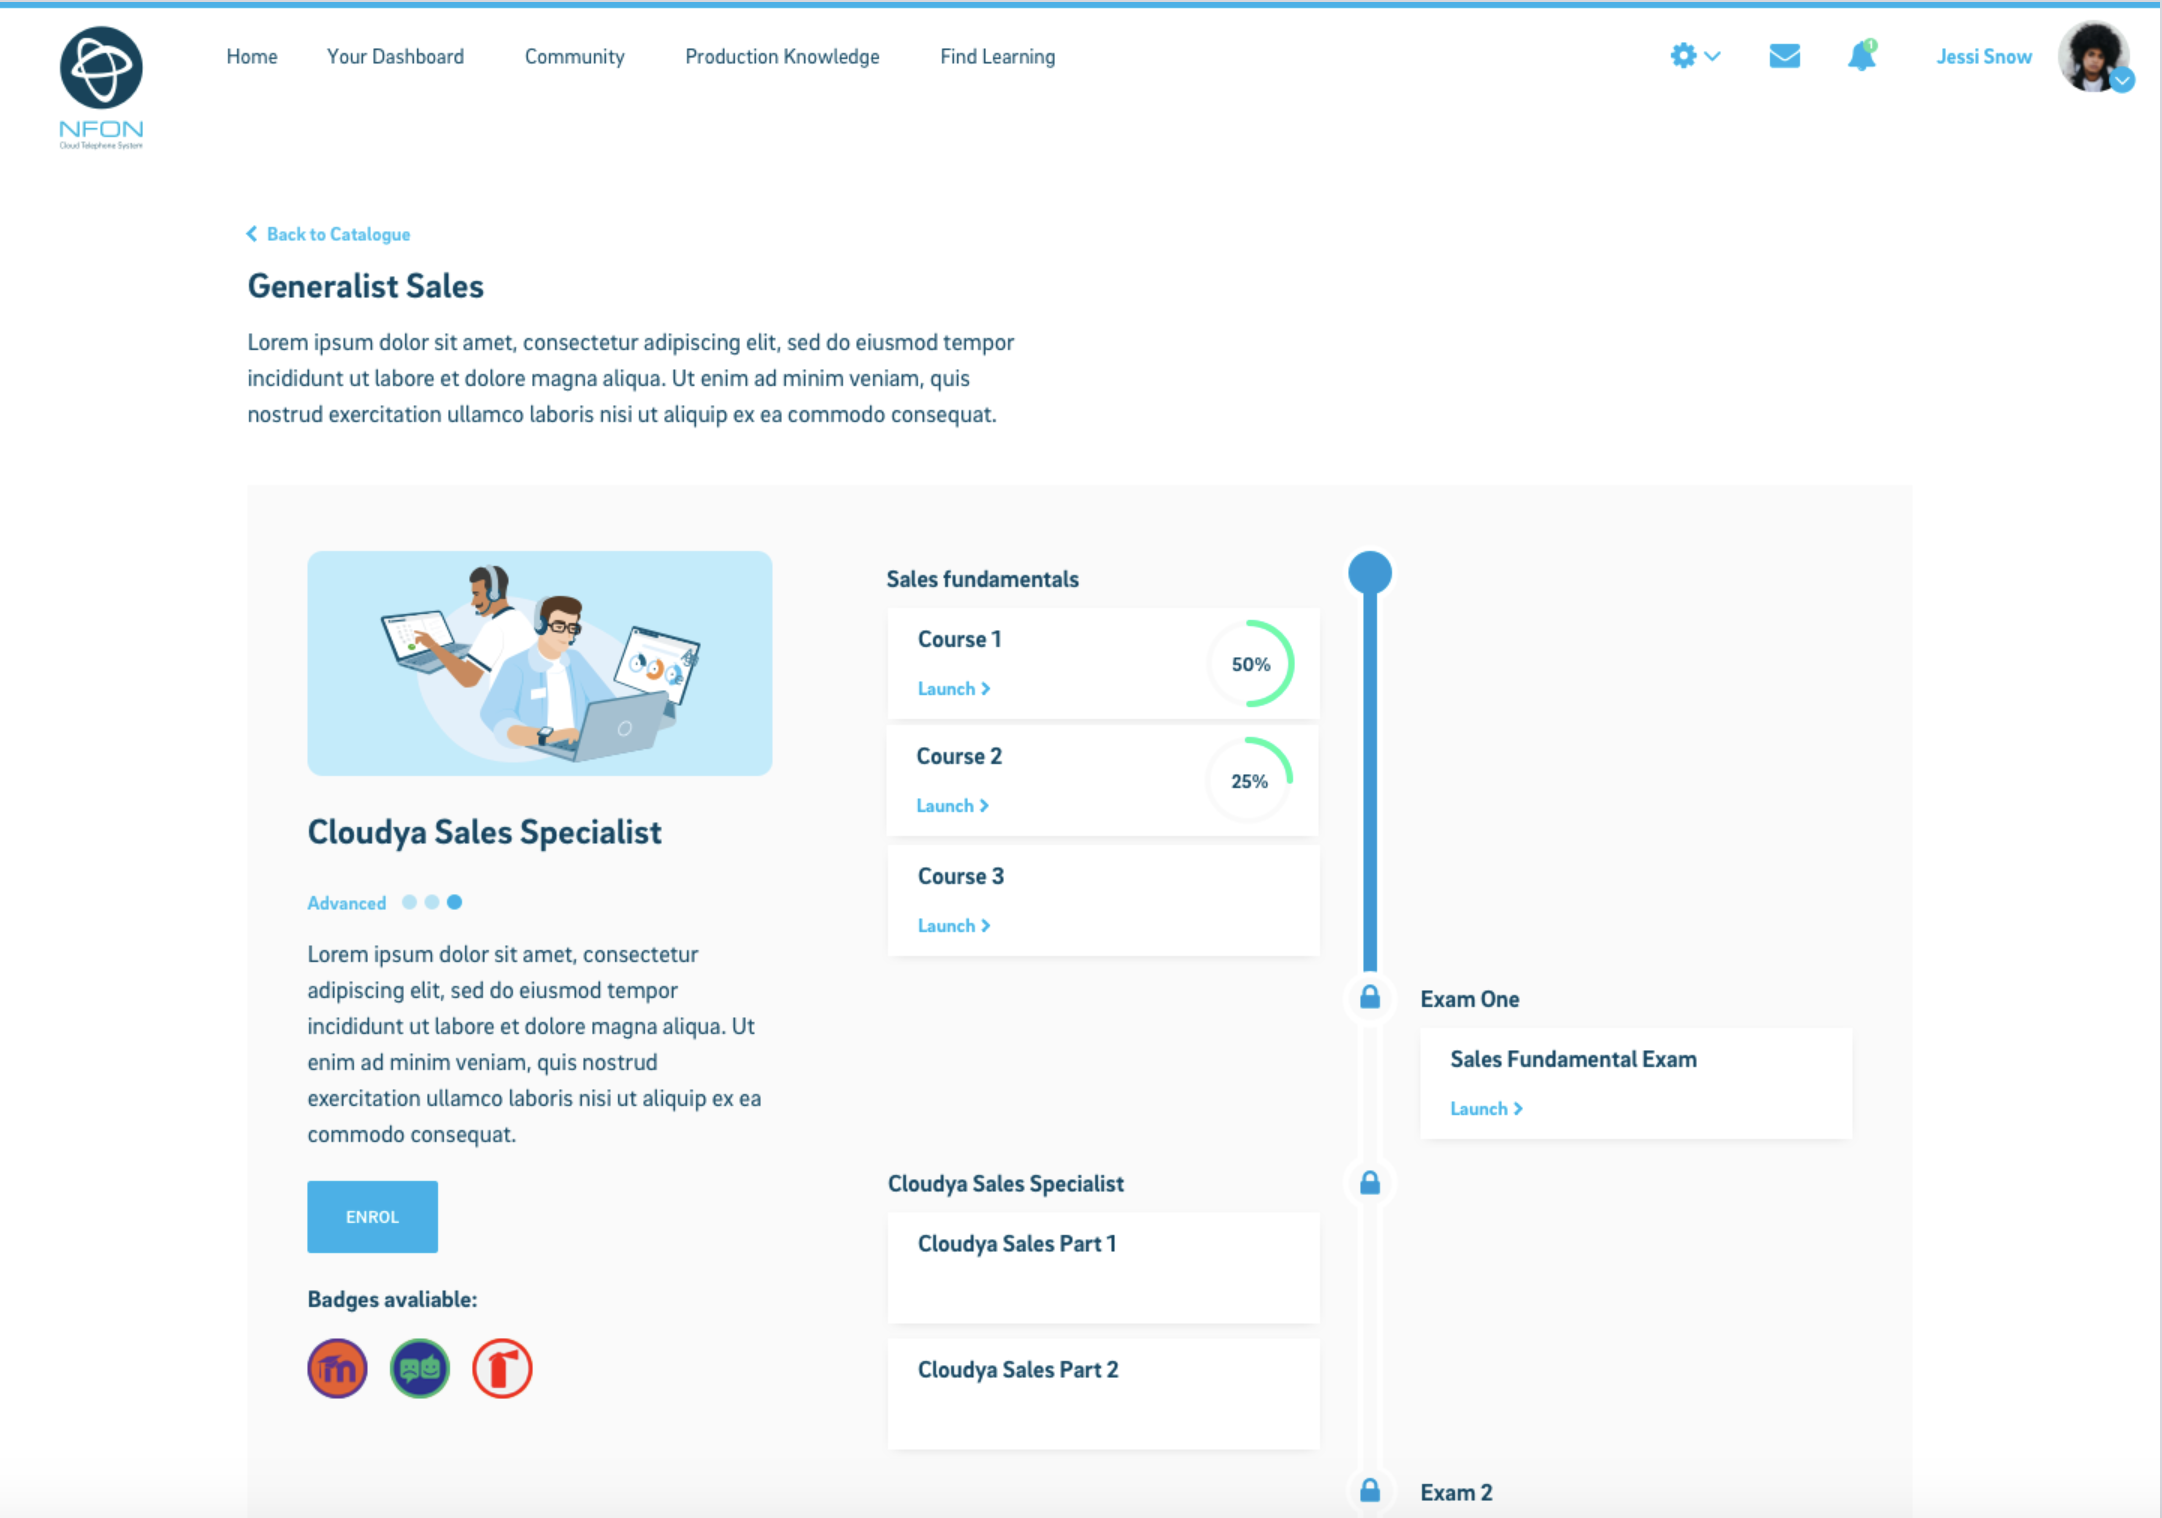 Home
Your Dashboard
Community
Production Knowledge
Find Learning
1
Jessi Snow
NFON
Cloud Telephone System
Back to Catalogue
Generalist Sales
Lorem ipsum dolor sit amet, consectetur adipiscing elit, sed do eiusmod tempor
incididunt ut labore et dolore magna aliqua. Ut enim ad minim veniam, quis
nostrud exercitation ullamco laboris nisi ut aliquip ex ea commodo consequat.
Cloudya Sales Specialist
Advanced
Lorem ipsum dolor sit amet, consectetur
adipiscing elit, sed do eiusmod tempor
incididunt ut labore et dolore magna aliqua. Ut
enim ad minim veniam, quis nostrud
exercitation ullamco laboris nisi ut aliquip ex ea
commodo consequat.
ENROL
Badges avaliable:
m
Sales fundamentals
Course 1
50%
Launch
Course 2
25%
Launch
Course 3
Launch
Exam One
Sales Fundamental Exam
Launch
Cloudya Sales Specialist
Cloudya Sales Part 1
Cloudya Sales Part 2
Exam 2